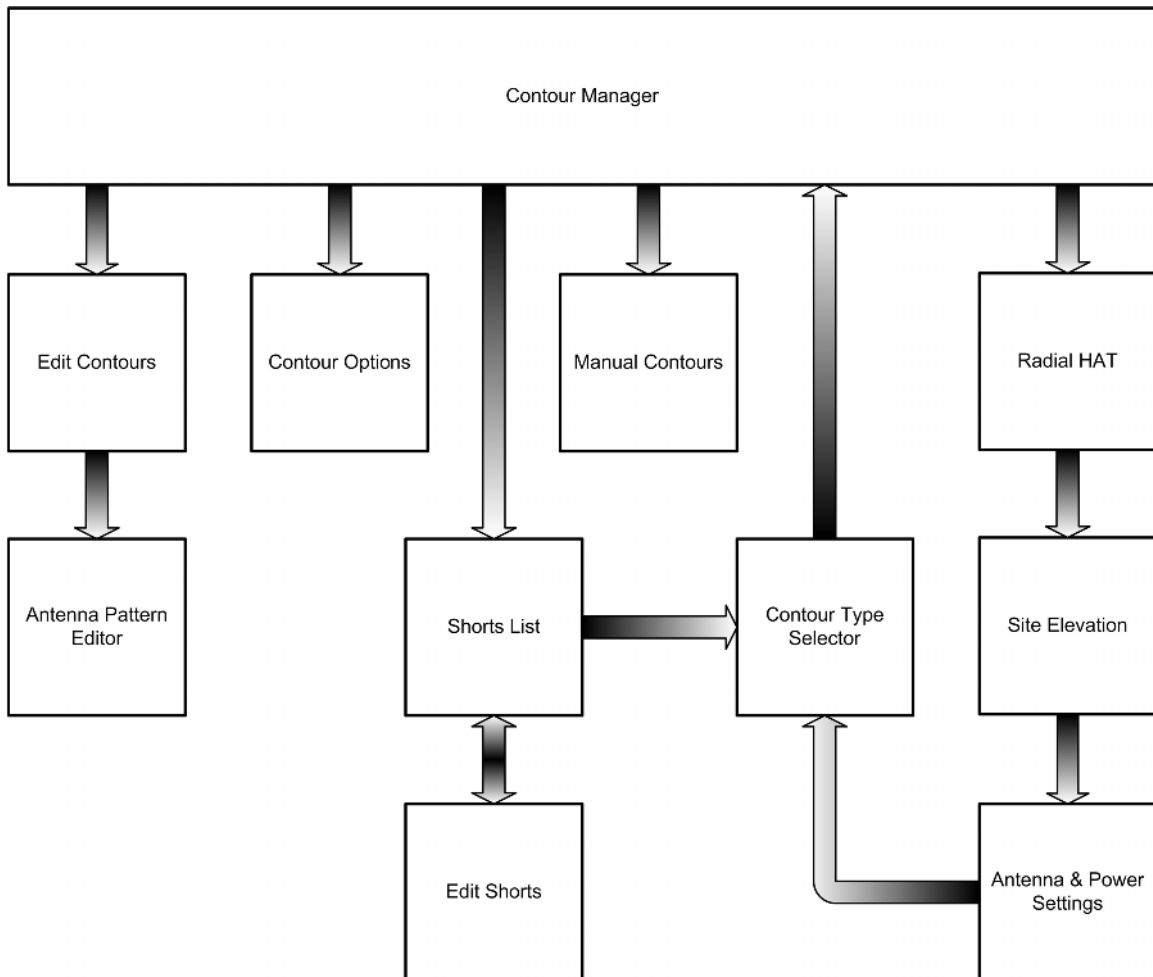 Contour Manager
Edit Contours
Contour Options
Manual Contours
Radial HAT
Antenna Pattern
Editor
Shorts List
Contour Type
Selector
Site Elevation
Edit Shorts
Antenna & Power
Settings